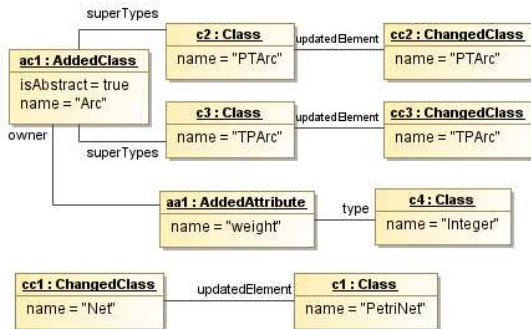 superTypes
c2 : Class
name = "PTArc"
updatedElement
cc2 : ChangedClass
name = "PTArc"
ac1 : AddedClass
isAbstract = true
name = "Arc"
c3 : Class
name = "TPArc"
updatedElement
cc3 : ChangedClass
name = "TPArc"
owner
superTypes
aa1 : AddedAttribute
name = "weight"
type
c4 : Class
name = "Integer"
cc1 : ChangedClass
name = "Net"
updatedElement
c1 : Class
name = "PetriNet"